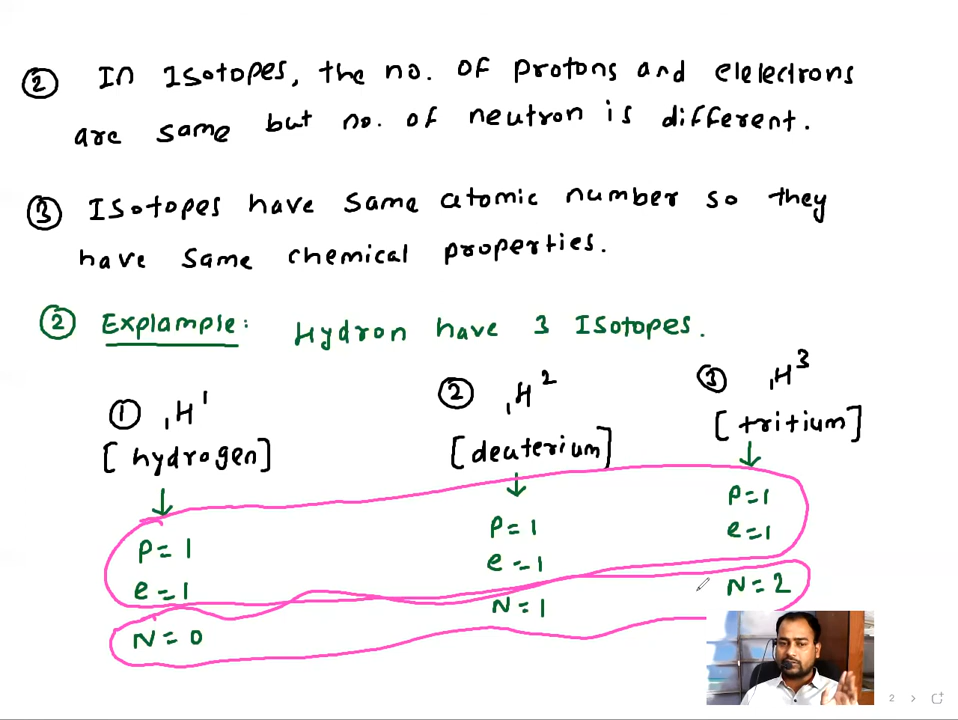 ② In Isotopes, the no. of protons and elelectrons
are same but no. of neutron is different.
③ Isotopes have same atomic number so they
have same chemical properties.
② Explample: Hydron have 3 Isotopes.
① ₁H¹ ② ₁H² ③ ₁H³
[hydrogen] [deuterium] [tritium]
↓ ↓ ↓
P=1 P=1 P=1
e=1 e=1 e=1
N=0 N=1 N=2
2